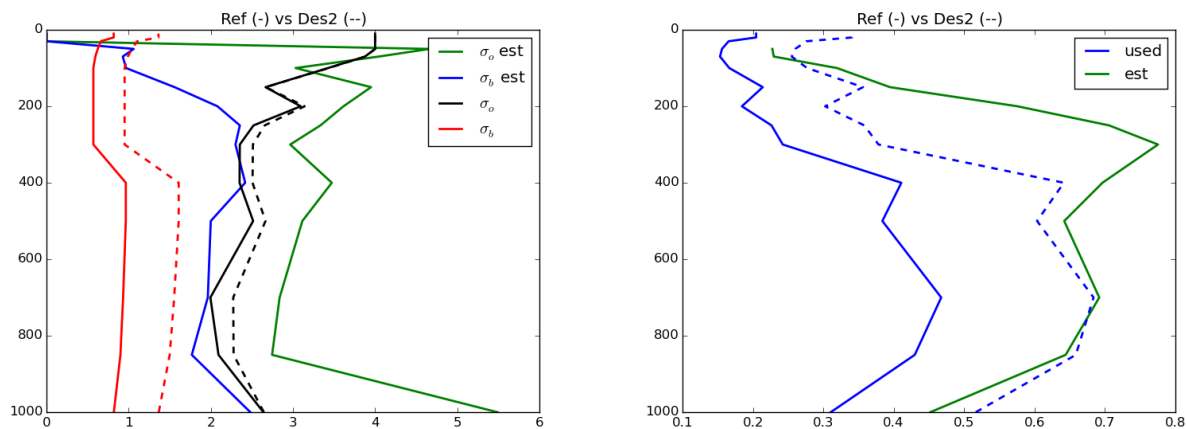 Ref (-) vs Des2 (--)
0
200
400
600
800
1000
0 1 2 3 4 5 6
σₒ est
σ_b est
σₒ
σ_b
Ref (-) vs Des2 (--)
0
200
400
600
800
1000
0.1 0.2 0.3 0.4 0.5 0.6 0.7 0.8
used
est